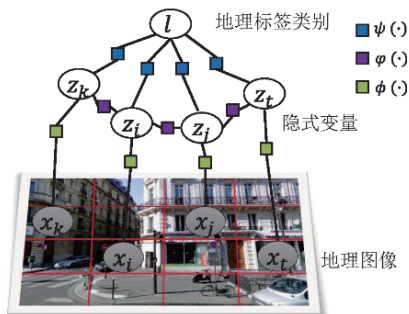 l 地理标签类别
ψ (·)
φ (·)
ϕ (·)
z_k z_i z_j z_t
隐式变量
x_k x_i x_j x_t
地理图像